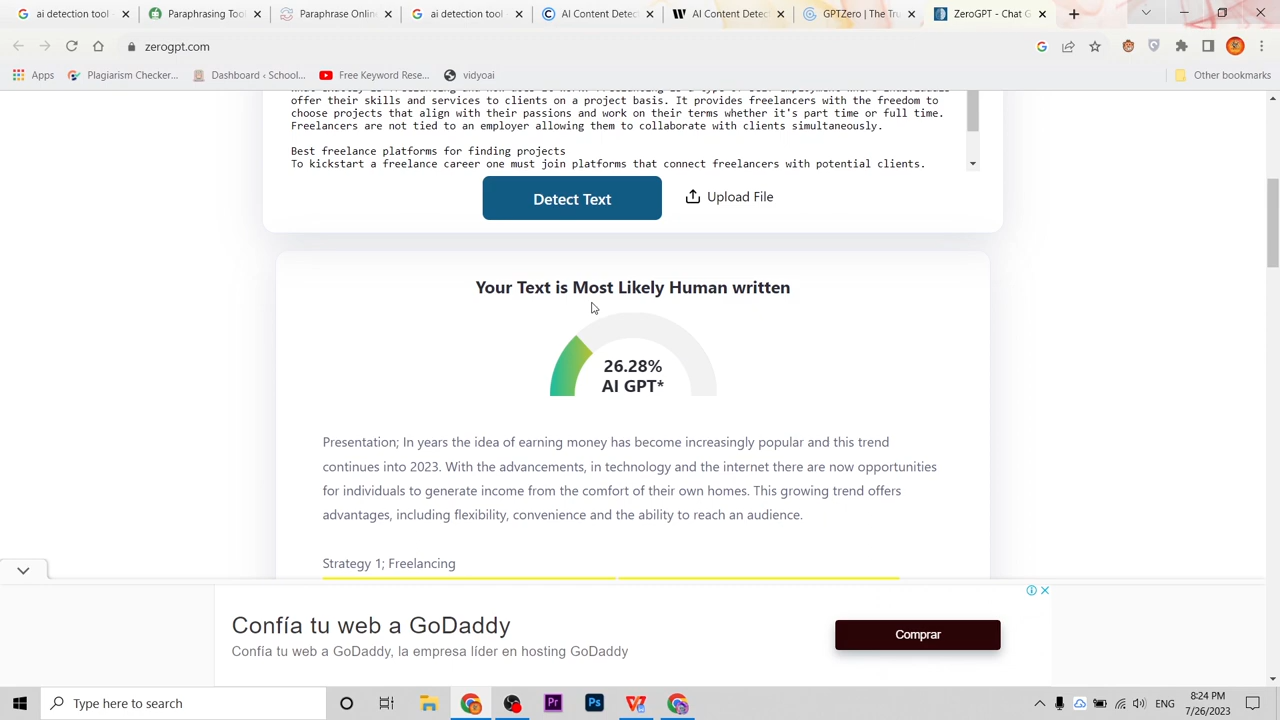 ai detection tool -
Paraphrasing Too
Paraphrase Onlin
ai detection tool
AI Content Detec
AI Content Detec
GPTZero | The Tru
ZeroGPT - Chat G
zerogpt.com
Apps
Plagiarism Checker...
Dashboard ‹ School...
Free Keyword Rese...
vidyoai
Other bookmarks
offer their skills and services to clients on a project basis. It provides freelancers with the freedom to
choose projects that align with their passions and work on their terms whether it's part time or full time.
Freelancers are not tied to an employer allowing them to collaborate with clients simultaneously.
Best freelance platforms for finding projects
To kickstart a freelance career one must join platforms that connect freelancers with potential clients.
Detect Text
Upload File
Your Text is Most Likely Human written
26.28%
AI GPT*
Presentation; In years the idea of earning money has become increasingly popular and this trend
continues into 2023. With the advancements, in technology and the internet there are now opportunities
for individuals to generate income from the comfort of their own homes. This growing trend offers
advantages, including flexibility, convenience and the ability to reach an audience.
Strategy 1; Freelancing
Confía tu web a GoDaddy
Confía tu web a GoDaddy, la empresa líder en hosting GoDaddy
Comprar
Type here to search
Pr
Ps
ENG
8:24 PM
7/26/2023